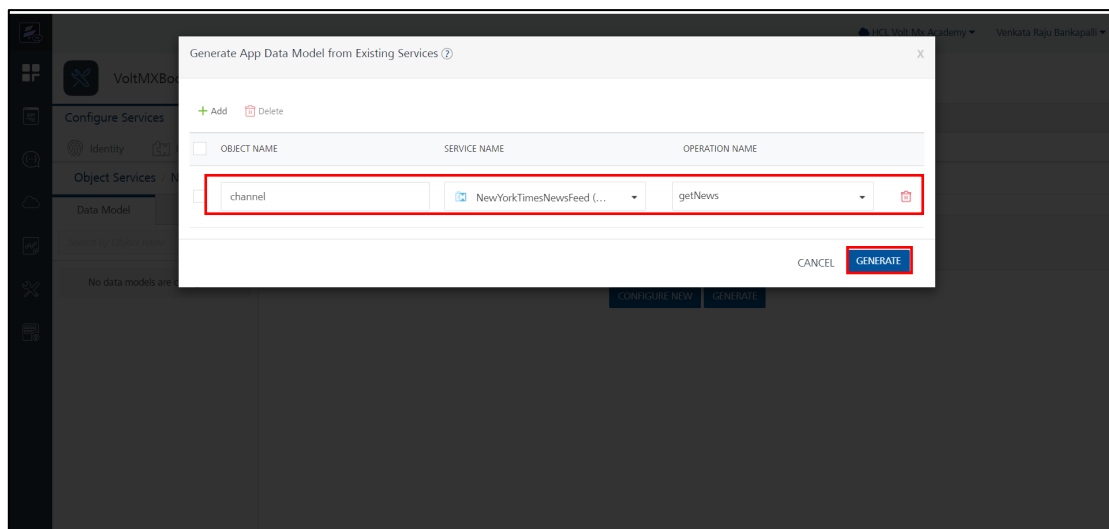 HCL Volt Mx Academy
Venkata Raju Bankapalli
Generate App Data Model from Existing Services ?
X
VoltMXBo
+ Add Delete
Configure Services
Identity
OBJECT NAME SERVICE NAME OPERATION NAME
Object Services
channel NewYorkTimesNewsFeed (... getNews
Data Model
CANCEL GENERATE
No data models are
CONFIGURE NEW GENERATE